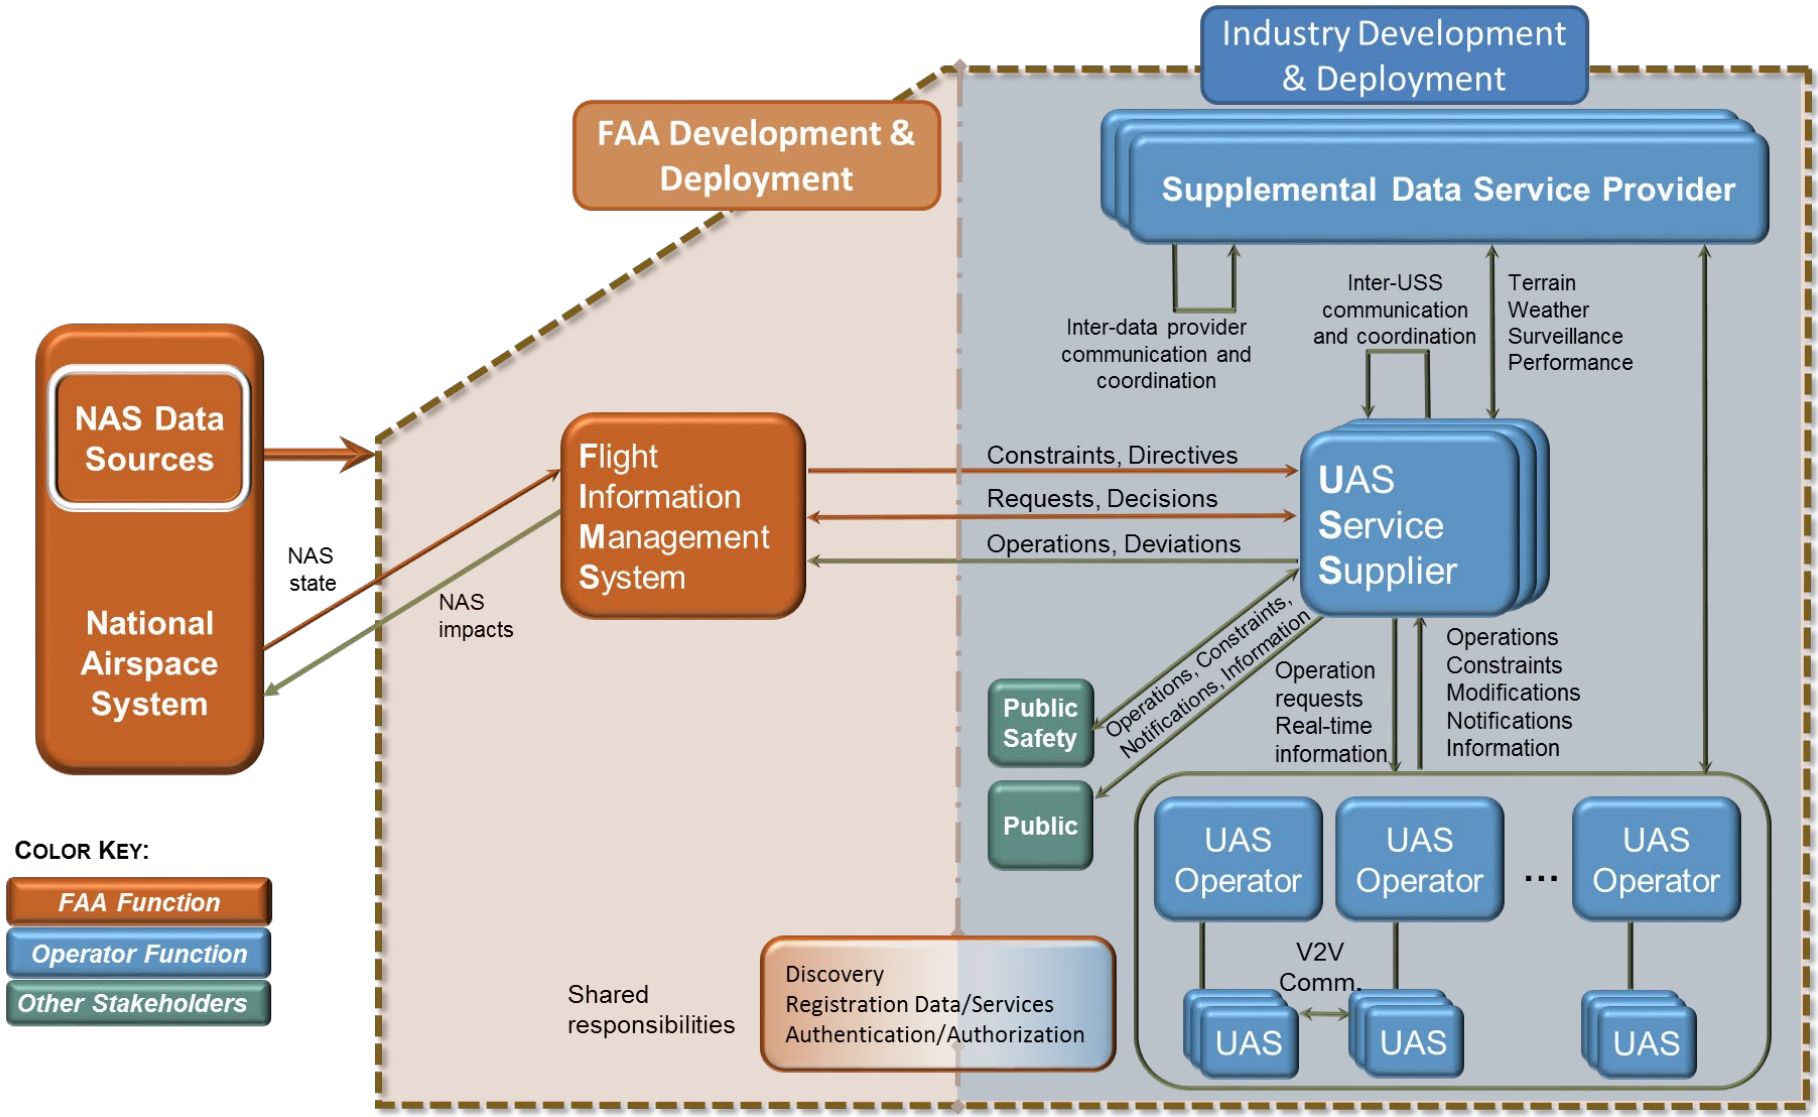 Industry Development
& Deployment
FAA Development &
Deployment
Supplemental Data Service Provider
Inter-data provider
communication and
coordination
Inter-USS
communication
and coordination
Terrain
Weather
Surveillance
Performance
NAS Data
Sources
National
Airspace
System
NAS
state
NAS
impacts
Flight
Information
Management
System
Constraints, Directives
Requests, Decisions
Operations, Deviations
UAS
Service
Supplier
Operations, Constraints,
Notifications, Information
Public
Safety
Public
Operation
requests
Real-time
information
Operations
Constraints
Modifications
Notifications
Information
UAS
Operator
UAS
Operator
...
UAS
Operator
V2V
Comm.
UAS
UAS
UAS
COLOR KEY:
FAA Function
Operator Function
Other Stakeholders
Shared
responsibilities
Discovery
Registration Data/Services
Authentication/Authorization